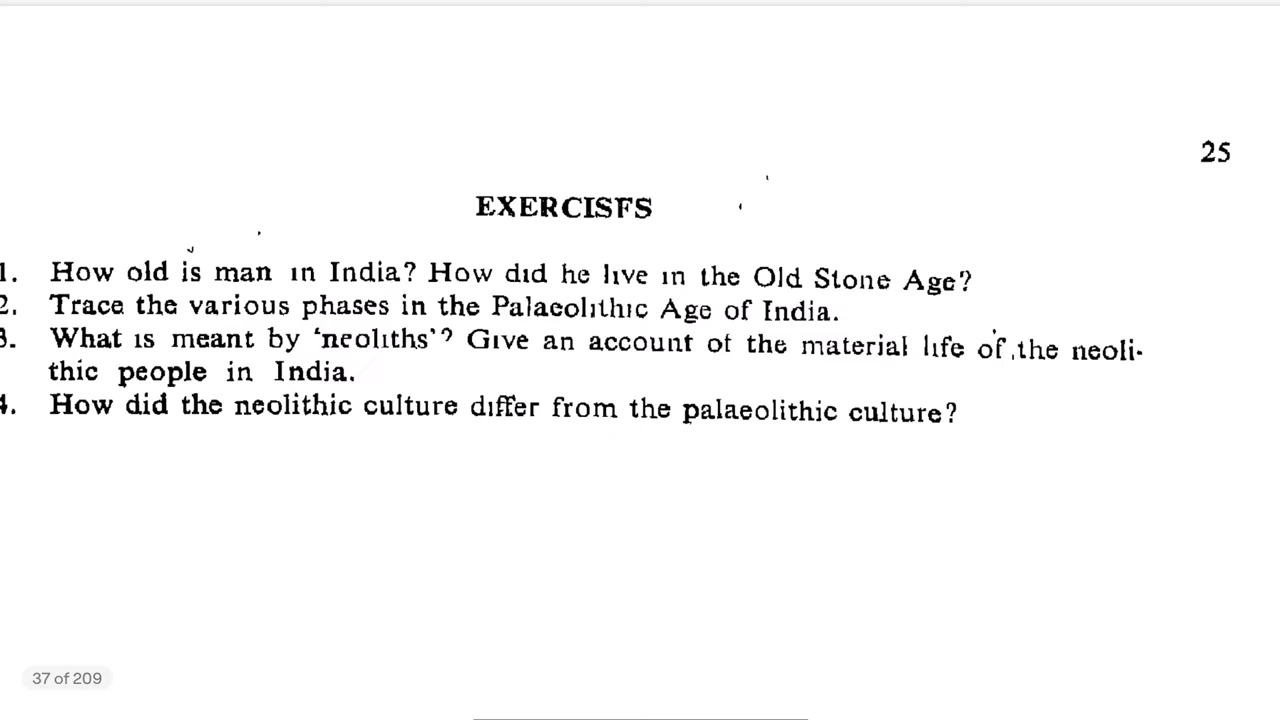 25
EXERCISES
1. How old is man in India? How did he live in the Old Stone Age?
2. Trace the various phases in the Palaeolithic Age of India.
3. What is meant by ‘neoliths’? Give an account of the material life of the neoli-
thic people in India.
4. How did the neolithic culture differ from the palaeolithic culture?
37 of 209